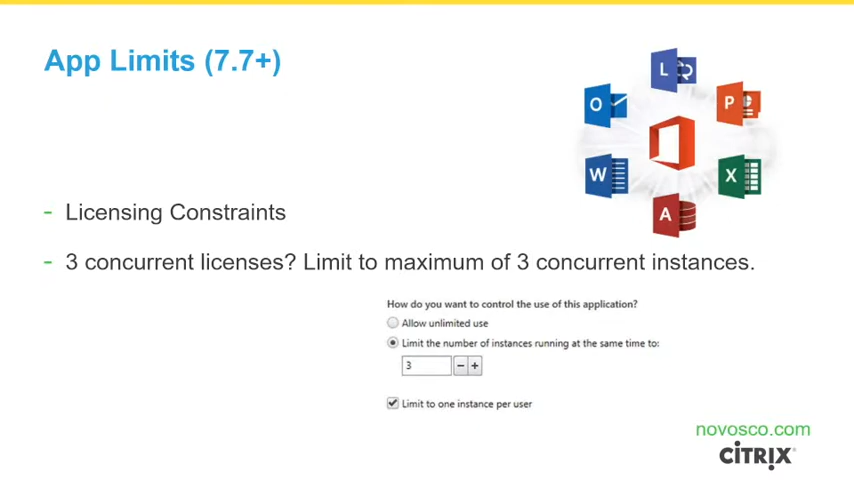 App Limits (7.7+)
L
O
P
W
X
A
- Licensing Constraints
- 3 concurrent licenses? Limit to maximum of 3 concurrent instances.
How do you want to control the use of this application?
Allow unlimited use
Limit the number of instances running at the same time to:
3
Limit to one instance per user
novosco.com
CITRIX